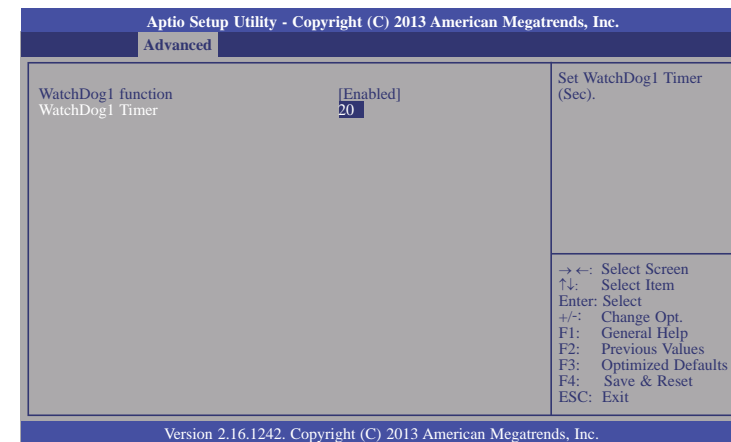 Aptio Setup Utility - Copyright (C) 2013 American Megatrends, Inc.
Advanced
WatchDog1 function [Enabled]
WatchDog1 Timer 20
Set WatchDog1 Timer
(Sec).
→←: Select Screen
↑↓: Select Item
Enter: Select
+/-: Change Opt.
F1: General Help
F2: Previous Values
F3: Optimized Defaults
F4: Save & Reset
ESC: Exit
Version 2.16.1242. Copyright (C) 2013 American Megatrends, Inc.